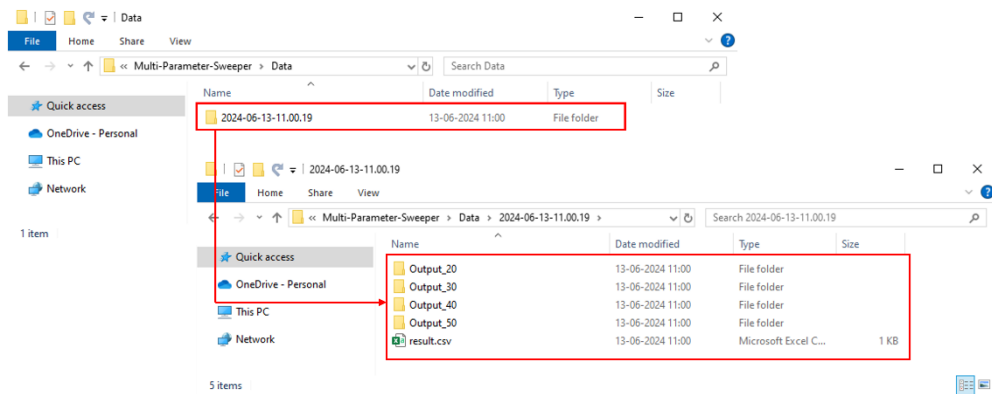 Data
File Home Share View
« Multi-Parameter-Sweeper > Data
Search Data
Name Date modified Type Size
Quick access
2024-06-13-11.00.19 13-06-2024 11:00 File folder
OneDrive - Personal
This PC
Network
1 item
2024-06-13-11.00.19
File Home Share View
« Multi-Parameter-Sweeper > Data > 2024-06-13-11.00.19 >
Search 2024-06-13-11.00.19
Name Date modified Type Size
Quick access
OneDrive - Personal
This PC
Network
Output_20 13-06-2024 11:00 File folder
Output_30 13-06-2024 11:00 File folder
Output_40 13-06-2024 11:00 File folder
Output_50 13-06-2024 11:00 File folder
result.csv 13-06-2024 11:00 Microsoft Excel C... 1 KB
5 items